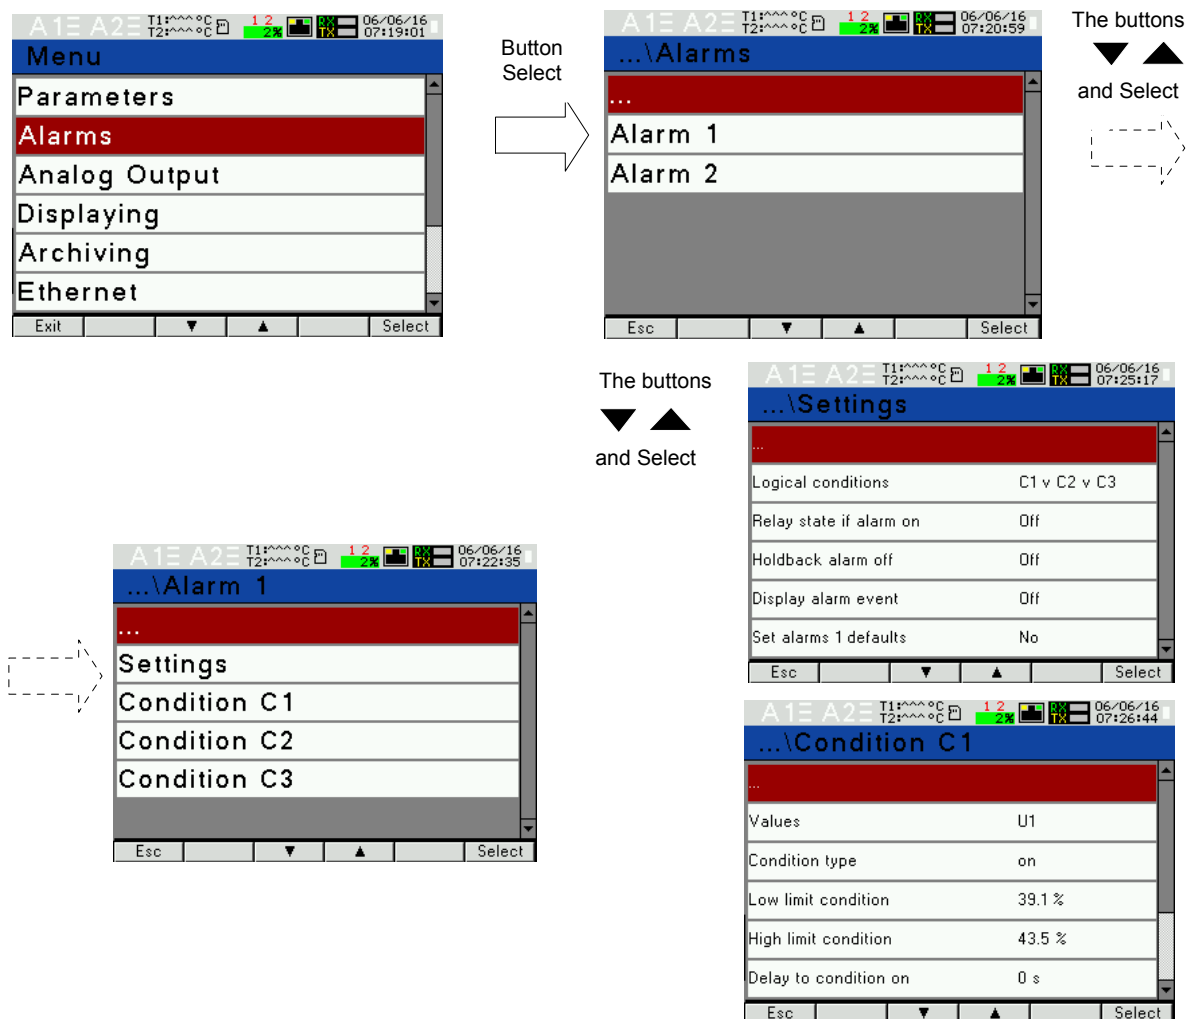 A1 A2 T1:^^^°C 1 2 RX 06/06/16
T2:^^^°C 2% TX 07:19:01
Menu
Parameters
Alarms
Analog Output
Displaying
Archiving
Ethernet
Exit ▼ ▲ Select
Button
Select
A1 A2 T1:^^^°C 1 2 RX 06/06/16
T2:^^^°C 2% TX 07:20:59
...\Alarms
...
Alarm 1
Alarm 2
Esc ▼ ▲ Select
The buttons
▼ ▲
and Select
A1 A2 T1:^^^°C 1 2 RX 06/06/16
T2:^^^°C 2% TX 07:22:35
...\Alarm 1
...
Settings
Condition C1
Condition C2
Condition C3
Esc ▼ ▲ Select
The buttons
▼ ▲
and Select
A1 A2 T1:^^^°C 1 2 RX 06/06/16
T2:^^^°C 2% TX 07:25:17
...\Settings
...
Logical conditions C1 v C2 v C3
Relay state if alarm on Off
Holdback alarm off Off
Display alarm event Off
Set alarms 1 defaults No
Esc ▼ ▲ Select
A1 A2 T1:^^^°C 1 2 RX 06/06/16
T2:^^^°C 2% TX 07:26:44
...\Condition C1
...
Values U1
Condition type on
Low limit condition 39.1 %
High limit condition 43.5 %
Delay to condition on 0 s
Esc ▼ ▲ Select